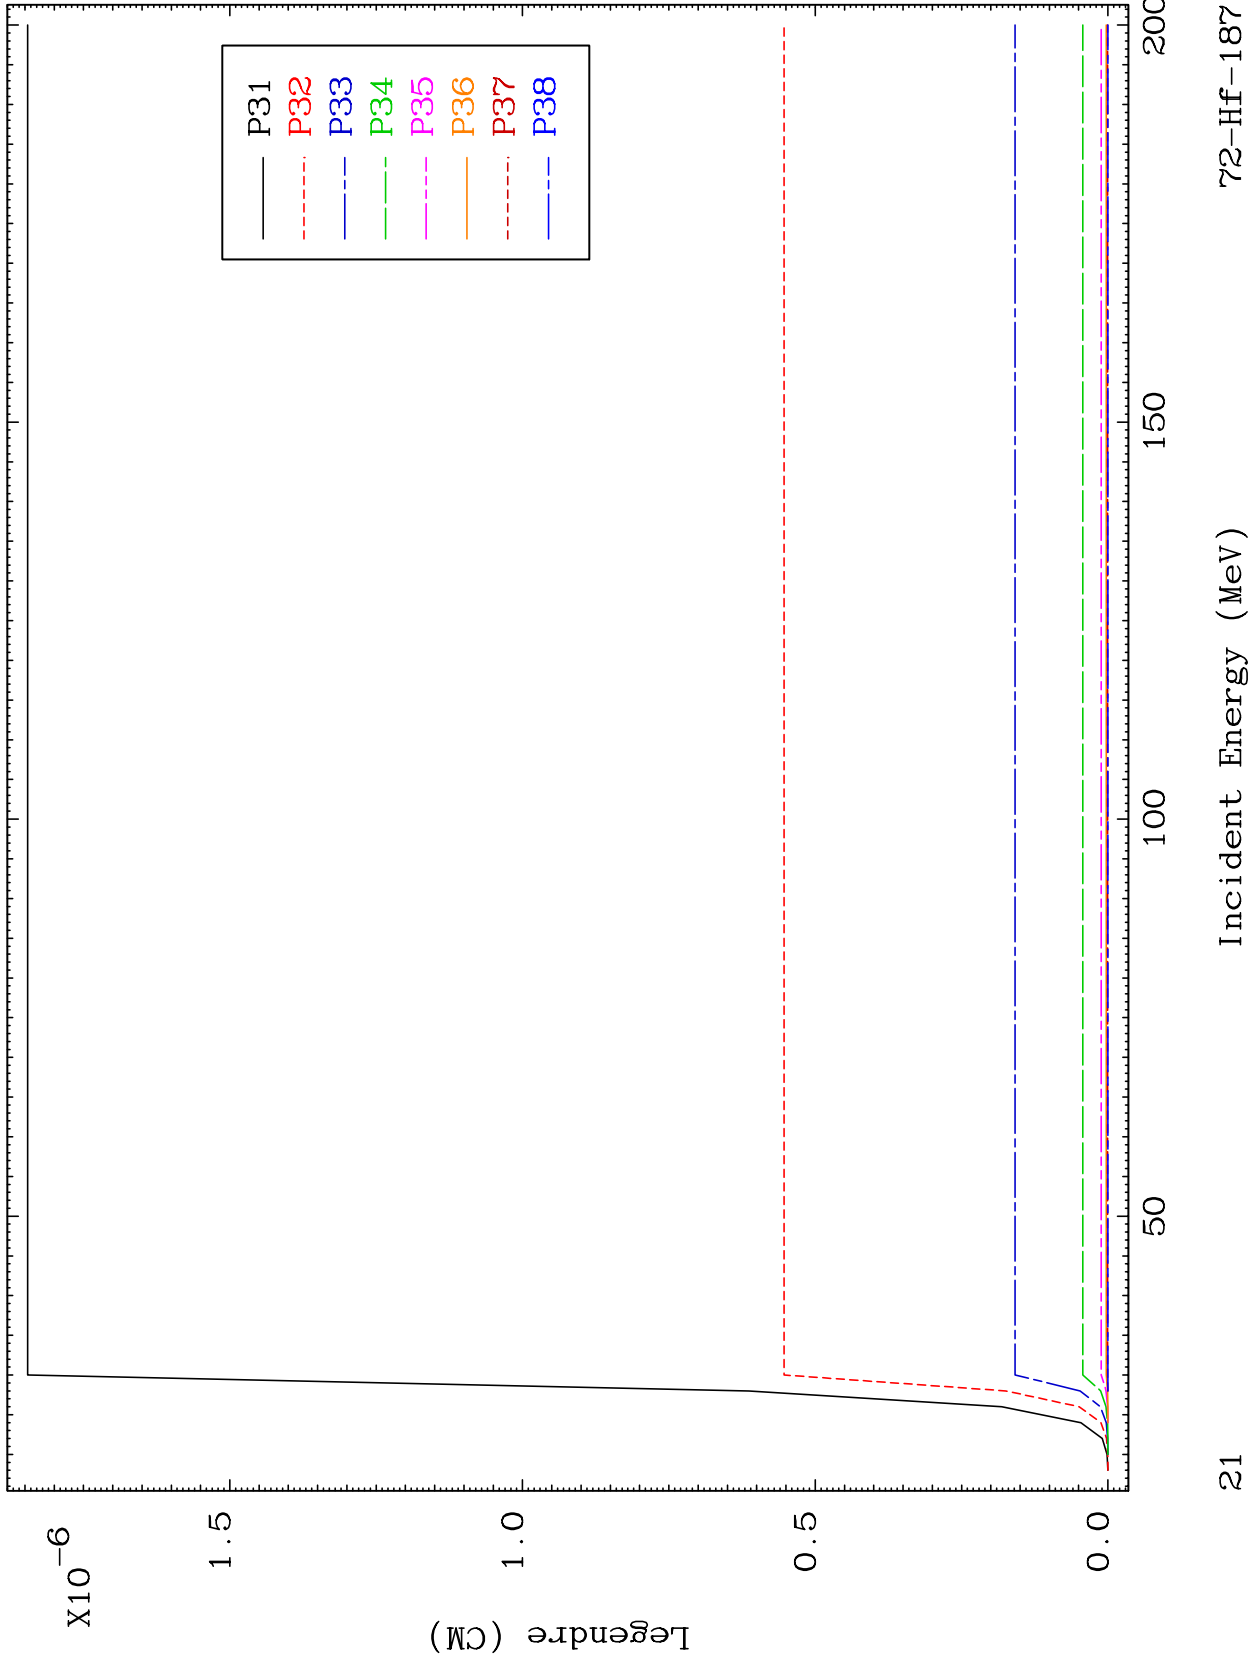 X10⁻⁶
1.5
1.0
0.5
0.0
Legendre (CM)
P31
P32
P33
P34
P35
P36
P37
P38
50
100
150
200
Incident Energy (MeV)
21
72-Hf-187